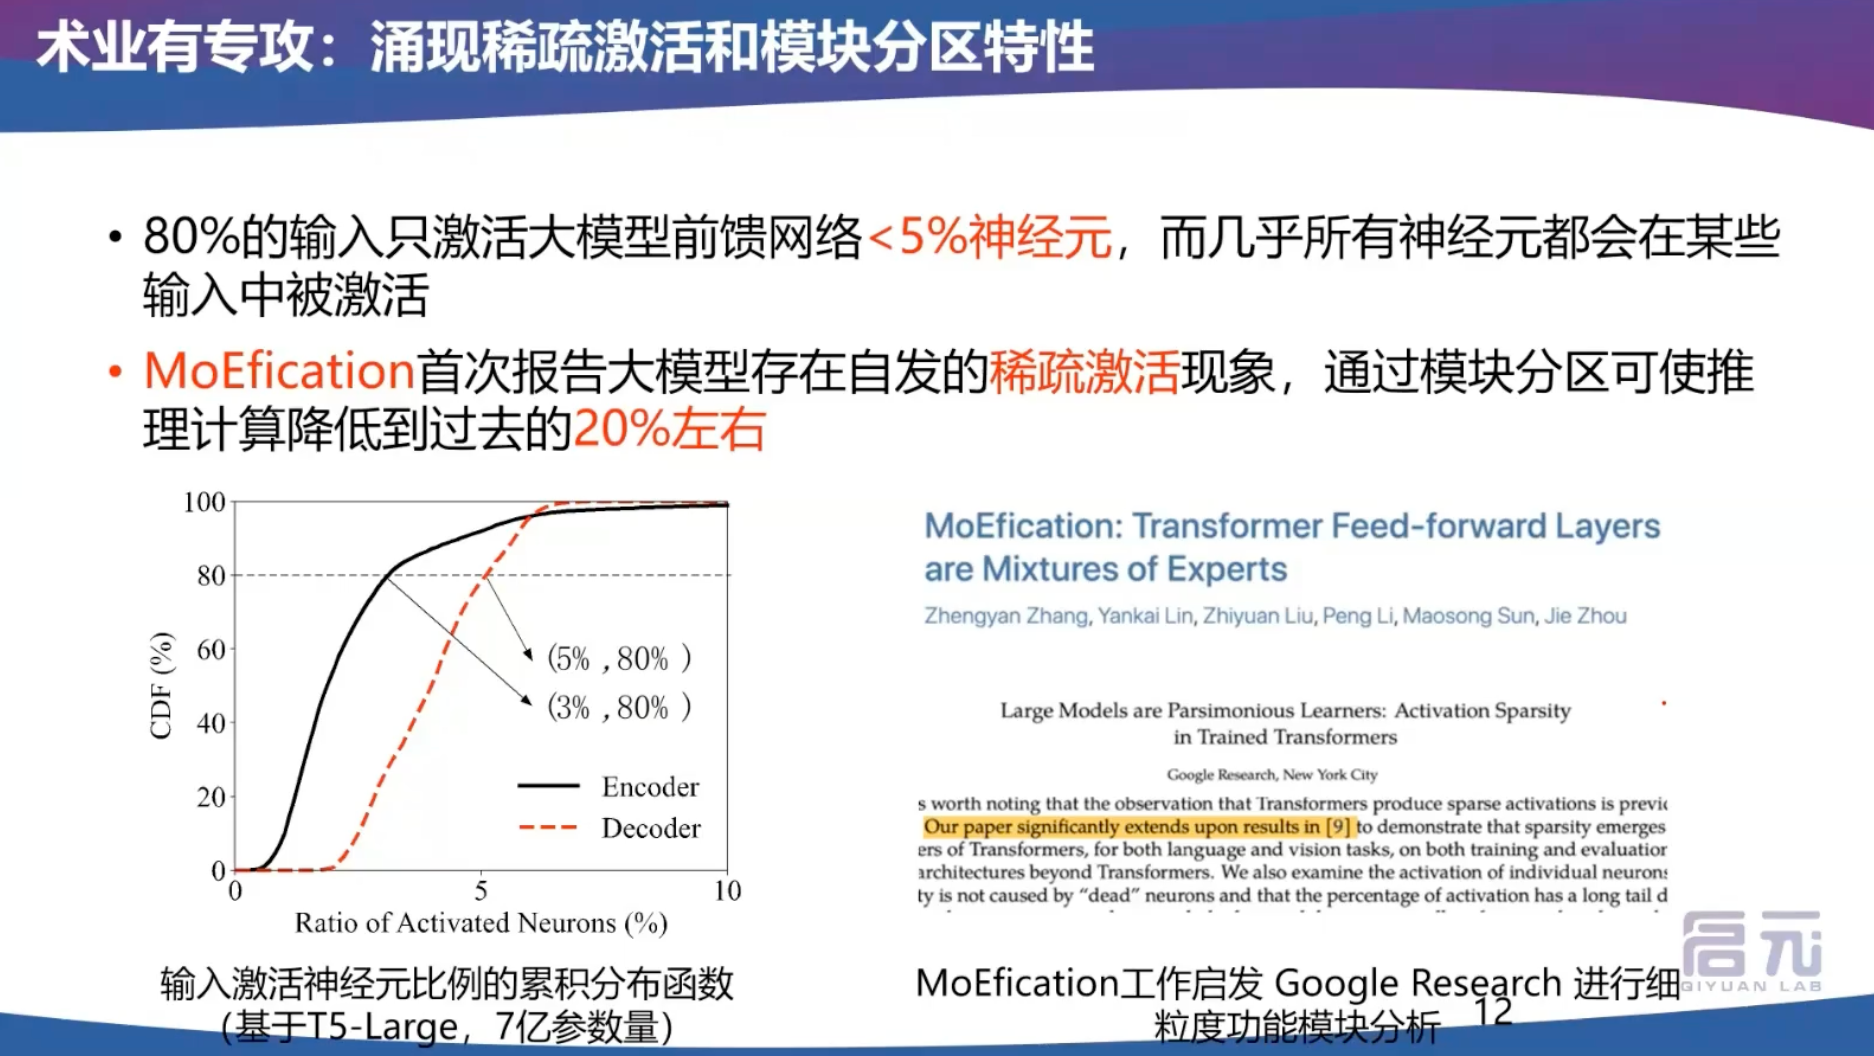 术业有专攻：涌现稀疏激活和模块分区特性
• 80%的输入只激活大模型前馈网络<5%神经元，而几乎所有神经元都会在某些
输入中被激活
• MoEfication首次报告大模型存在自发的稀疏激活现象，通过模块分区可使推
理计算降低到过去的20%左右
100
80
60
40
20
0
CDF (%)
(5% ,80% )
(3% ,80% )
Encoder
Decoder
0 5 10
Ratio of Activated Neurons (%)
输入激活神经元比例的累积分布函数
（基于T5-Large，7亿参数量）
MoEfication: Transformer Feed-forward Layers
are Mixtures of Experts
Zhengyan Zhang, Yankai Lin, Zhiyuan Liu, Peng Li, Maosong Sun, Jie Zhou
Large Models are Parsimonious Learners: Activation Sparsity
in Trained Transformers
Google Research, New York City
s worth noting that the observation that Transformers produce sparse activations is previc
Our paper significantly extends upon results in [9] to demonstrate that sparsity emerges
ers of Transformers, for both language and vision tasks, on both training and evaluation
architectures beyond Transformers. We also examine the activation of individual neurons
ty is not caused by “dead” neurons and that the percentage of activation has a long tail d
MoEfication工作启发 Google Research 进行细
粒度功能模块分析
12
启元
QIYUAN LAB